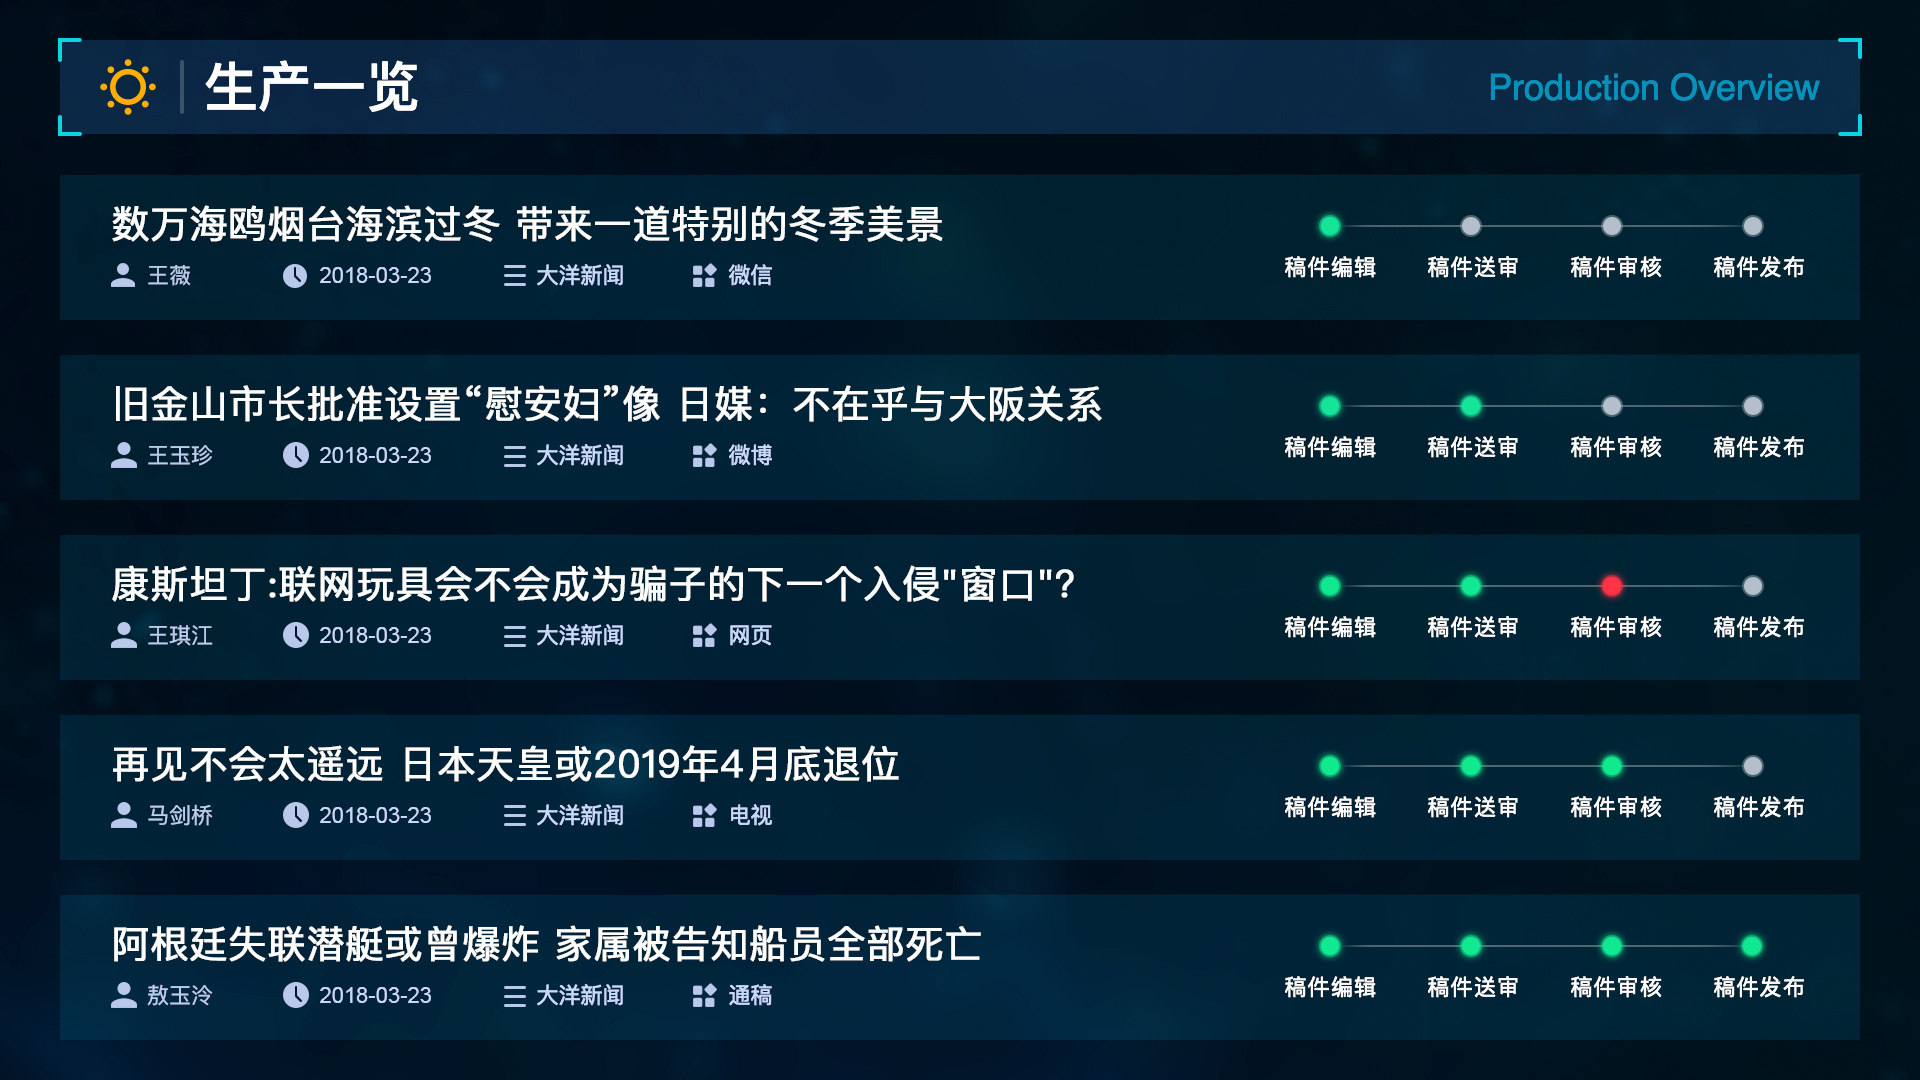 生产一览
Production Overview
数万海鸥烟台海滨过冬 带来一道特别的冬季美景
王薇 2018-03-23 大洋新闻 微信
稿件编辑 稿件送审 稿件审核 稿件发布
旧金山市长批准设置“慰安妇”像 日媒：不在乎与大阪关系
王玉珍 2018-03-23 大洋新闻 微博
稿件编辑 稿件送审 稿件审核 稿件发布
康斯坦丁:联网玩具会不会成为骗子的下一个入侵"窗口"?
王琪江 2018-03-23 大洋新闻 网页
稿件编辑 稿件送审 稿件审核 稿件发布
再见不会太遥远 日本天皇或2019年4月底退位
马剑桥 2018-03-23 大洋新闻 电视
稿件编辑 稿件送审 稿件审核 稿件发布
阿根廷失联潜艇或曾爆炸 家属被告知船员全部死亡
敖玉泠 2018-03-23 大洋新闻 通稿
稿件编辑 稿件送审 稿件审核 稿件发布